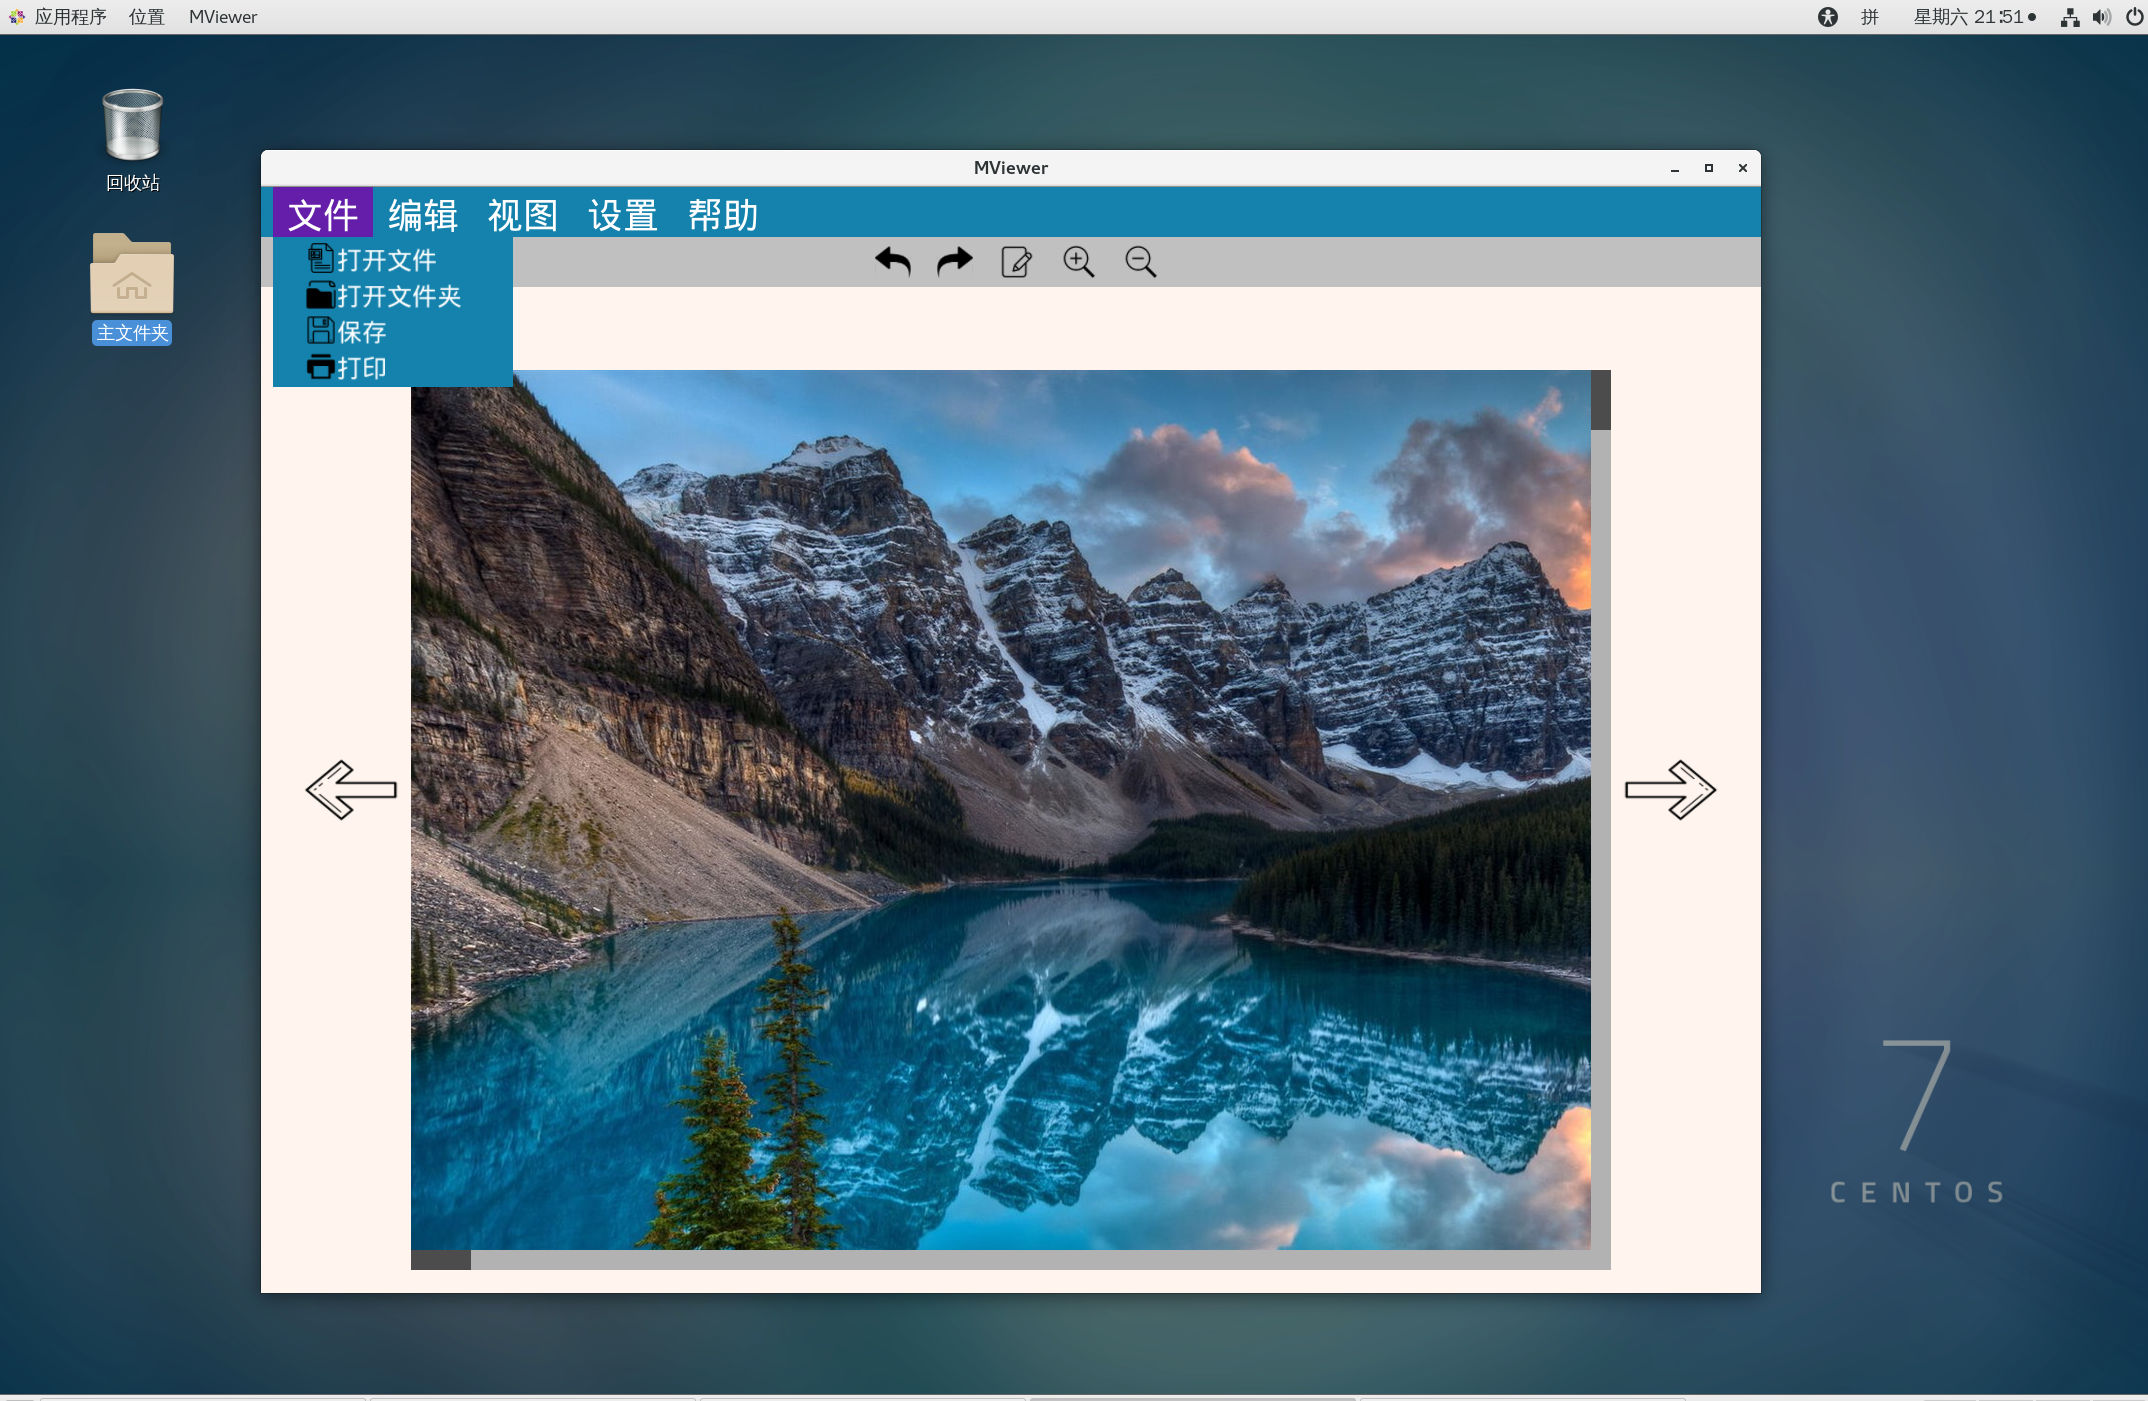 应用程序 位置 MViewer 拼 星期六 21:51
回收站
主文件夹
MViewer
文件 编辑 视图 设置 帮助
打开文件
打开文件夹
保存
打印
7
CENTOS